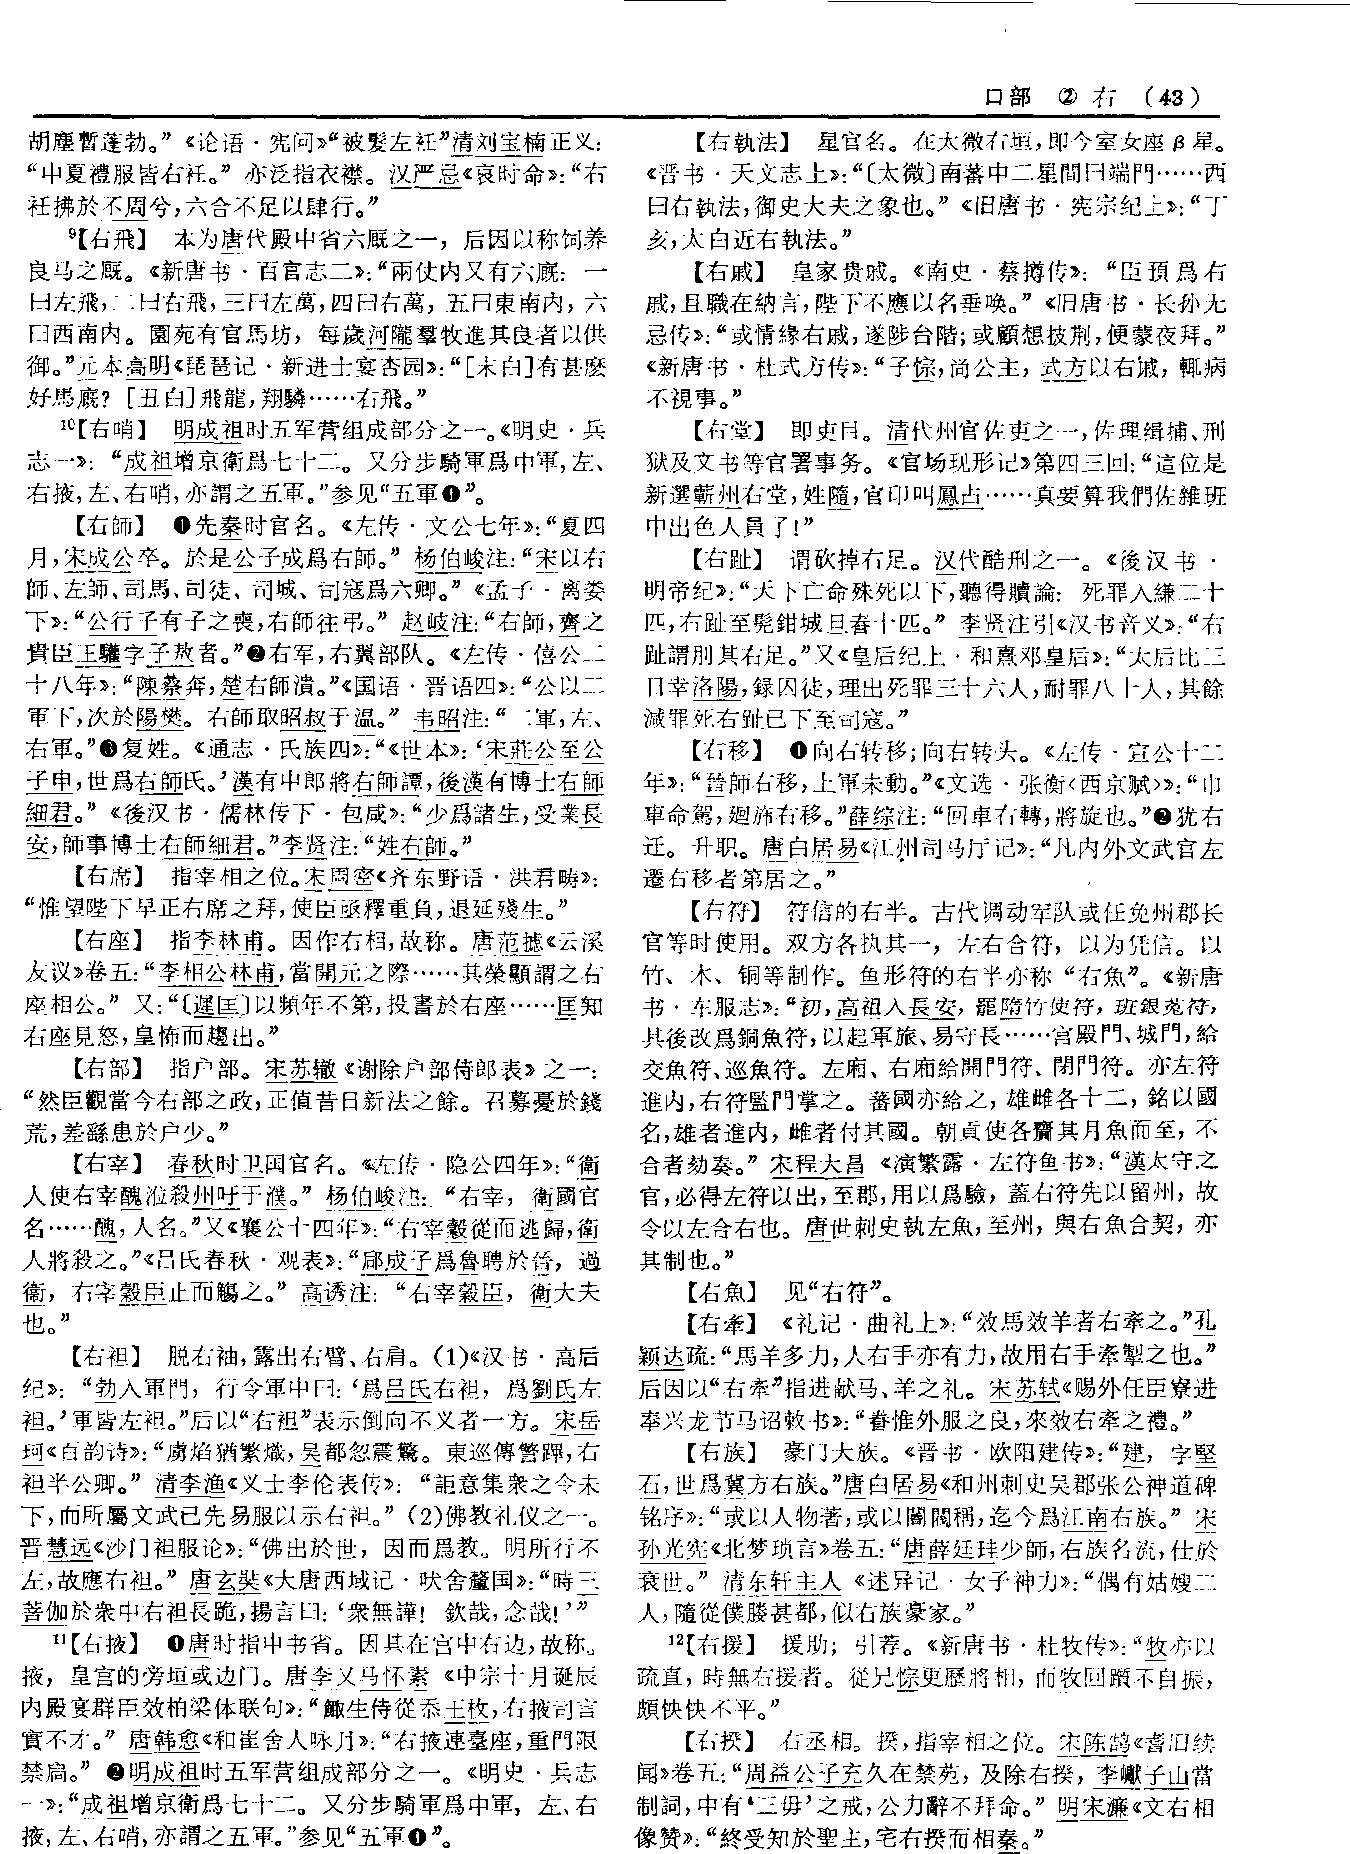 口部 ② 右 (43)
胡塵暫蓬勃。”《论语·宪问》“被髮左衽”清刘宝楠正义：
“中夏禮服皆右衽。”亦泛指衣襟。汉严忌《哀时命》：“右
衽拂於不周兮，六合不足以肆行。”
9【右飛】 本为唐代殿中省六厩之一，后因以称饲养
良马之厩。《新唐书·百官志二》：“兩仗内又有六廄：一
曰左飛，二曰右飛，三曰左萬，四曰右萬，五曰東南内，六
曰西南内。園苑有官馬坊，每歲河隴羣牧進其良者以供
御。”元本高明《琵琶记·新进士宴杏园》：“[末白]有甚麽
好馬廄？[丑白]飛龍，翔驎……右飛。”
10【右哨】 明成祖时五军营组成部分之一。《明史·兵
志一》：“成祖增京衛爲七十二。又分步騎軍爲中軍，左、
右掖，左、右哨，亦謂之五軍。”参见“五軍❶”。
【右師】 ❶先秦时官名。《左传·文公七年》：“夏四
月，宋成公卒。於是公子成爲右師。”杨伯峻注：“宋以右
師、左師、司馬、司徒、司城、司寇爲六卿。”《孟子·离娄
下》：“公行子有子之喪，右師往弔。”赵岐注：“右師，齊之
貴臣王驩字子敖者。”❷右军，右翼部队。《左传·僖公二
十八年》：“陳蔡奔，楚右師潰。”《国语·晋语四》：“公以二
軍下，次於陽樊。右師取昭叔于温。”韦昭注：“二軍，左、
右軍。”❸复姓。《通志·氏族四》：“《世本》：‘宋莊公至公
子申，世爲右師氏。’漢有中郎將右師譚，後漢有博士右師
細君。”《後汉书·儒林传下·包咸》：“少爲諸生，受業長
安，師事博士右師細君。”李贤注：“姓右師。”
【右席】 指宰相之位。宋周密《齐东野语·洪君畴》：
“惟望陛下早正右席之拜，使臣亟釋重負，退延殘生。”
【右座】 指李林甫。因作右相，故称。唐范摅《云溪
友议》卷五：“李相公林甫，當開元之際……其榮顯謂之右
座相公。”又：“〔遲匡〕以頻年不第，投書於右座……匡知
右座見怒，皇怖而趨出。”
【右部】 指户部。宋苏辙《谢除户部侍郎表》之一：
“然臣觀當今右部之政，正值昔日新法之餘。召募憂於錢
荒，差繇患於户少。”
【右宰】 春秋时卫国官名。《左传·隐公四年》：“衛
人使右宰醜涖殺州吁于濮。”杨伯峻注：“右宰，衛國官
名……醜，人名。”又《襄公十四年》：“右宰穀從而逃歸，衛
人將殺之。”《吕氏春秋·观表》：“郈成子爲魯聘於晉，過
衛，右宰穀臣止而觴之。”高诱注：“右宰穀臣，衛大夫
也。”
【右袒】 脱右袖，露出右臂、右肩。(1)《汉书·高后
纪》：“勃入軍門，行令軍中曰：‘爲吕氏右袒，爲劉氏左
袒。’軍皆左袒。”后以“右袒”表示倒向不义者一方。宋岳
珂《百韵诗》：“虜焰猶繁熾，吴都忽震驚。東巡傳警蹕，右
袒半公卿。”清李渔《义士李伦表传》：“詎意集衆之令未
下，而所屬文武已先易服以示右袒。”(2)佛教礼仪之一。
晋慧远《沙门袒服论》：“佛出於世，因而爲教。明所行不
左，故應右袒。”唐玄奘《大唐西域记·吠舍釐国》：“時三
菩伽於衆中右袒長跪，揚言曰：‘衆無譁！欽哉，念哉！’”
11【右掖】 ❶唐时指中书省。因其在宫中右边，故称。
掖，皇宫的旁垣或边门。唐李乂马怀素《中宗十月诞辰
内殿宴群臣效柏梁体联句》：“鯫生侍從忝王枚，右掖司言
實不才。”唐韩愈《和崔舍人咏月》：“右掖連臺座，重門限
禁扃。”❷明成祖时五军营组成部分之一。《明史·兵志
一》：“成祖增京衛爲七十二。又分步騎軍爲中軍，左、右
掖，左、右哨，亦謂之五軍。”参见“五軍❶”。
【右執法】 星官名。在太微右垣，即今室女座β星。
《晋书·天文志上》：“〔太微〕南蕃中二星間曰端門……西
曰右執法，御史大夫之象也。”《旧唐书·宪宗纪上》：“丁
亥，太白近右執法。”
【右戚】 皇家贵戚。《南史·蔡撙传》：“臣預爲右
戚，且職在納言，陛下不應以名垂唤。”《旧唐书·长孙无
忌传》：“或情緣右戚，遂陟台階；或顧想披荆，便蒙夜拜。”
《新唐书·杜式方传》：“子悰，尚公主，式方以右戚，輒病
不視事。”
【右堂】 即吏目。清代州官佐吏之一，佐理缉捕、刑
狱及文书等官署事务。《官场现形记》第四三回：“這位是
新選蘄州右堂，姓隨，官印叫鳳占……真要算我們佐雜班
中出色人員了！”
【右趾】 谓砍掉右足。汉代酷刑之一。《後汉书·
明帝纪》：“天下亡命殊死以下，聽得贖論：死罪入縑二十
匹，右趾至髡鉗城旦舂十匹。”李贤注引《汉书音义》：“右
趾謂刖其右足。”又《皇后纪上·和熹邓皇后》：“太后比三
日幸洛陽，録囚徒，理出死罪三十六人，耐罪八十人，其餘
減罪死右趾已下至司寇。”
【右移】 ❶向右转移；向右转头。《左传·宣公十二
年》：“晉師右移，上軍未動。”《文选·张衡〈西京赋〉》：“巾
車命駕，迴旆右移。”薛综注：“回車右轉，將旋也。”❷犹右
迁。升职。唐白居易《江州司马厅记》：“凡内外文武官左
遷右移者第居之。”
【右符】 符信的右半。古代调动军队或任免州郡长
官等时使用。双方各执其一，左右合符，以为凭信。以
竹、木、铜等制作。鱼形符的右半亦称“右魚”。《新唐
书·车服志》：“初，高祖入長安，罷隋竹使符，班銀菟符，
其後改爲銅魚符，以起軍旅、易守長……宫殿門、城門，給
交魚符、巡魚符。左廂、右廂給開門符、閉門符。亦左符
進内，右符監門掌之。蕃國亦給之，雄雌各十二，銘以國
名，雄者進内，雌者付其國。朝貢使各齎其月魚而至，不
合者劾奏。”宋程大昌《演繁露·左符鱼书》：“漢太守之
官，必得左符以出，至郡，用以爲驗，蓋右符先以留州，故
令以左合右也。唐世刺史執左魚，至州，與右魚合契，亦
其制也。”
【右魚】 见“右符”。
【右牽】 《礼记·曲礼上》：“效馬效羊者右牽之。”孔
颖达疏：“馬羊多力，人右手亦有力，故用右手牽掣之也。”
后因以“右牽”指进献马、羊之礼。宋苏轼《赐外任臣寮进
奉兴龙节马诏敕书》：“眷惟外服之良，來效右牽之禮。”
【右族】 豪门大族。《晋书·欧阳建传》：“建，字堅
石，世爲冀方右族。”唐白居易《和州刺史吴郡张公神道碑
铭序》：“或以人物著，或以閥閲稱，迄今爲江南右族。”宋
孙光宪《北梦琐言》卷五：“唐薛廷珪少師，右族名流，仕於
衰世。”清东轩主人《述异记·女子神力》：“偶有姑嫂二
人，隨從僕媵甚都，似右族豪家。”
12【右援】 援助；引荐。《新唐书·杜牧传》：“牧亦以
疏直，時無右援者。從兄悰更歷將相，而牧回躓不自振，
頗怏怏不平。”
【右揆】 右丞相。揆，指宰相之位。宋陈鹄《耆旧续
闻》卷五：“周益公子充久在禁苑，及除右揆，李巘子山當
制詞，中有‘三毋’之戒，公力辭不拜命。”明宋濂《文右相
像赞》：“終受知於聖主，宅右揆而相秦。”